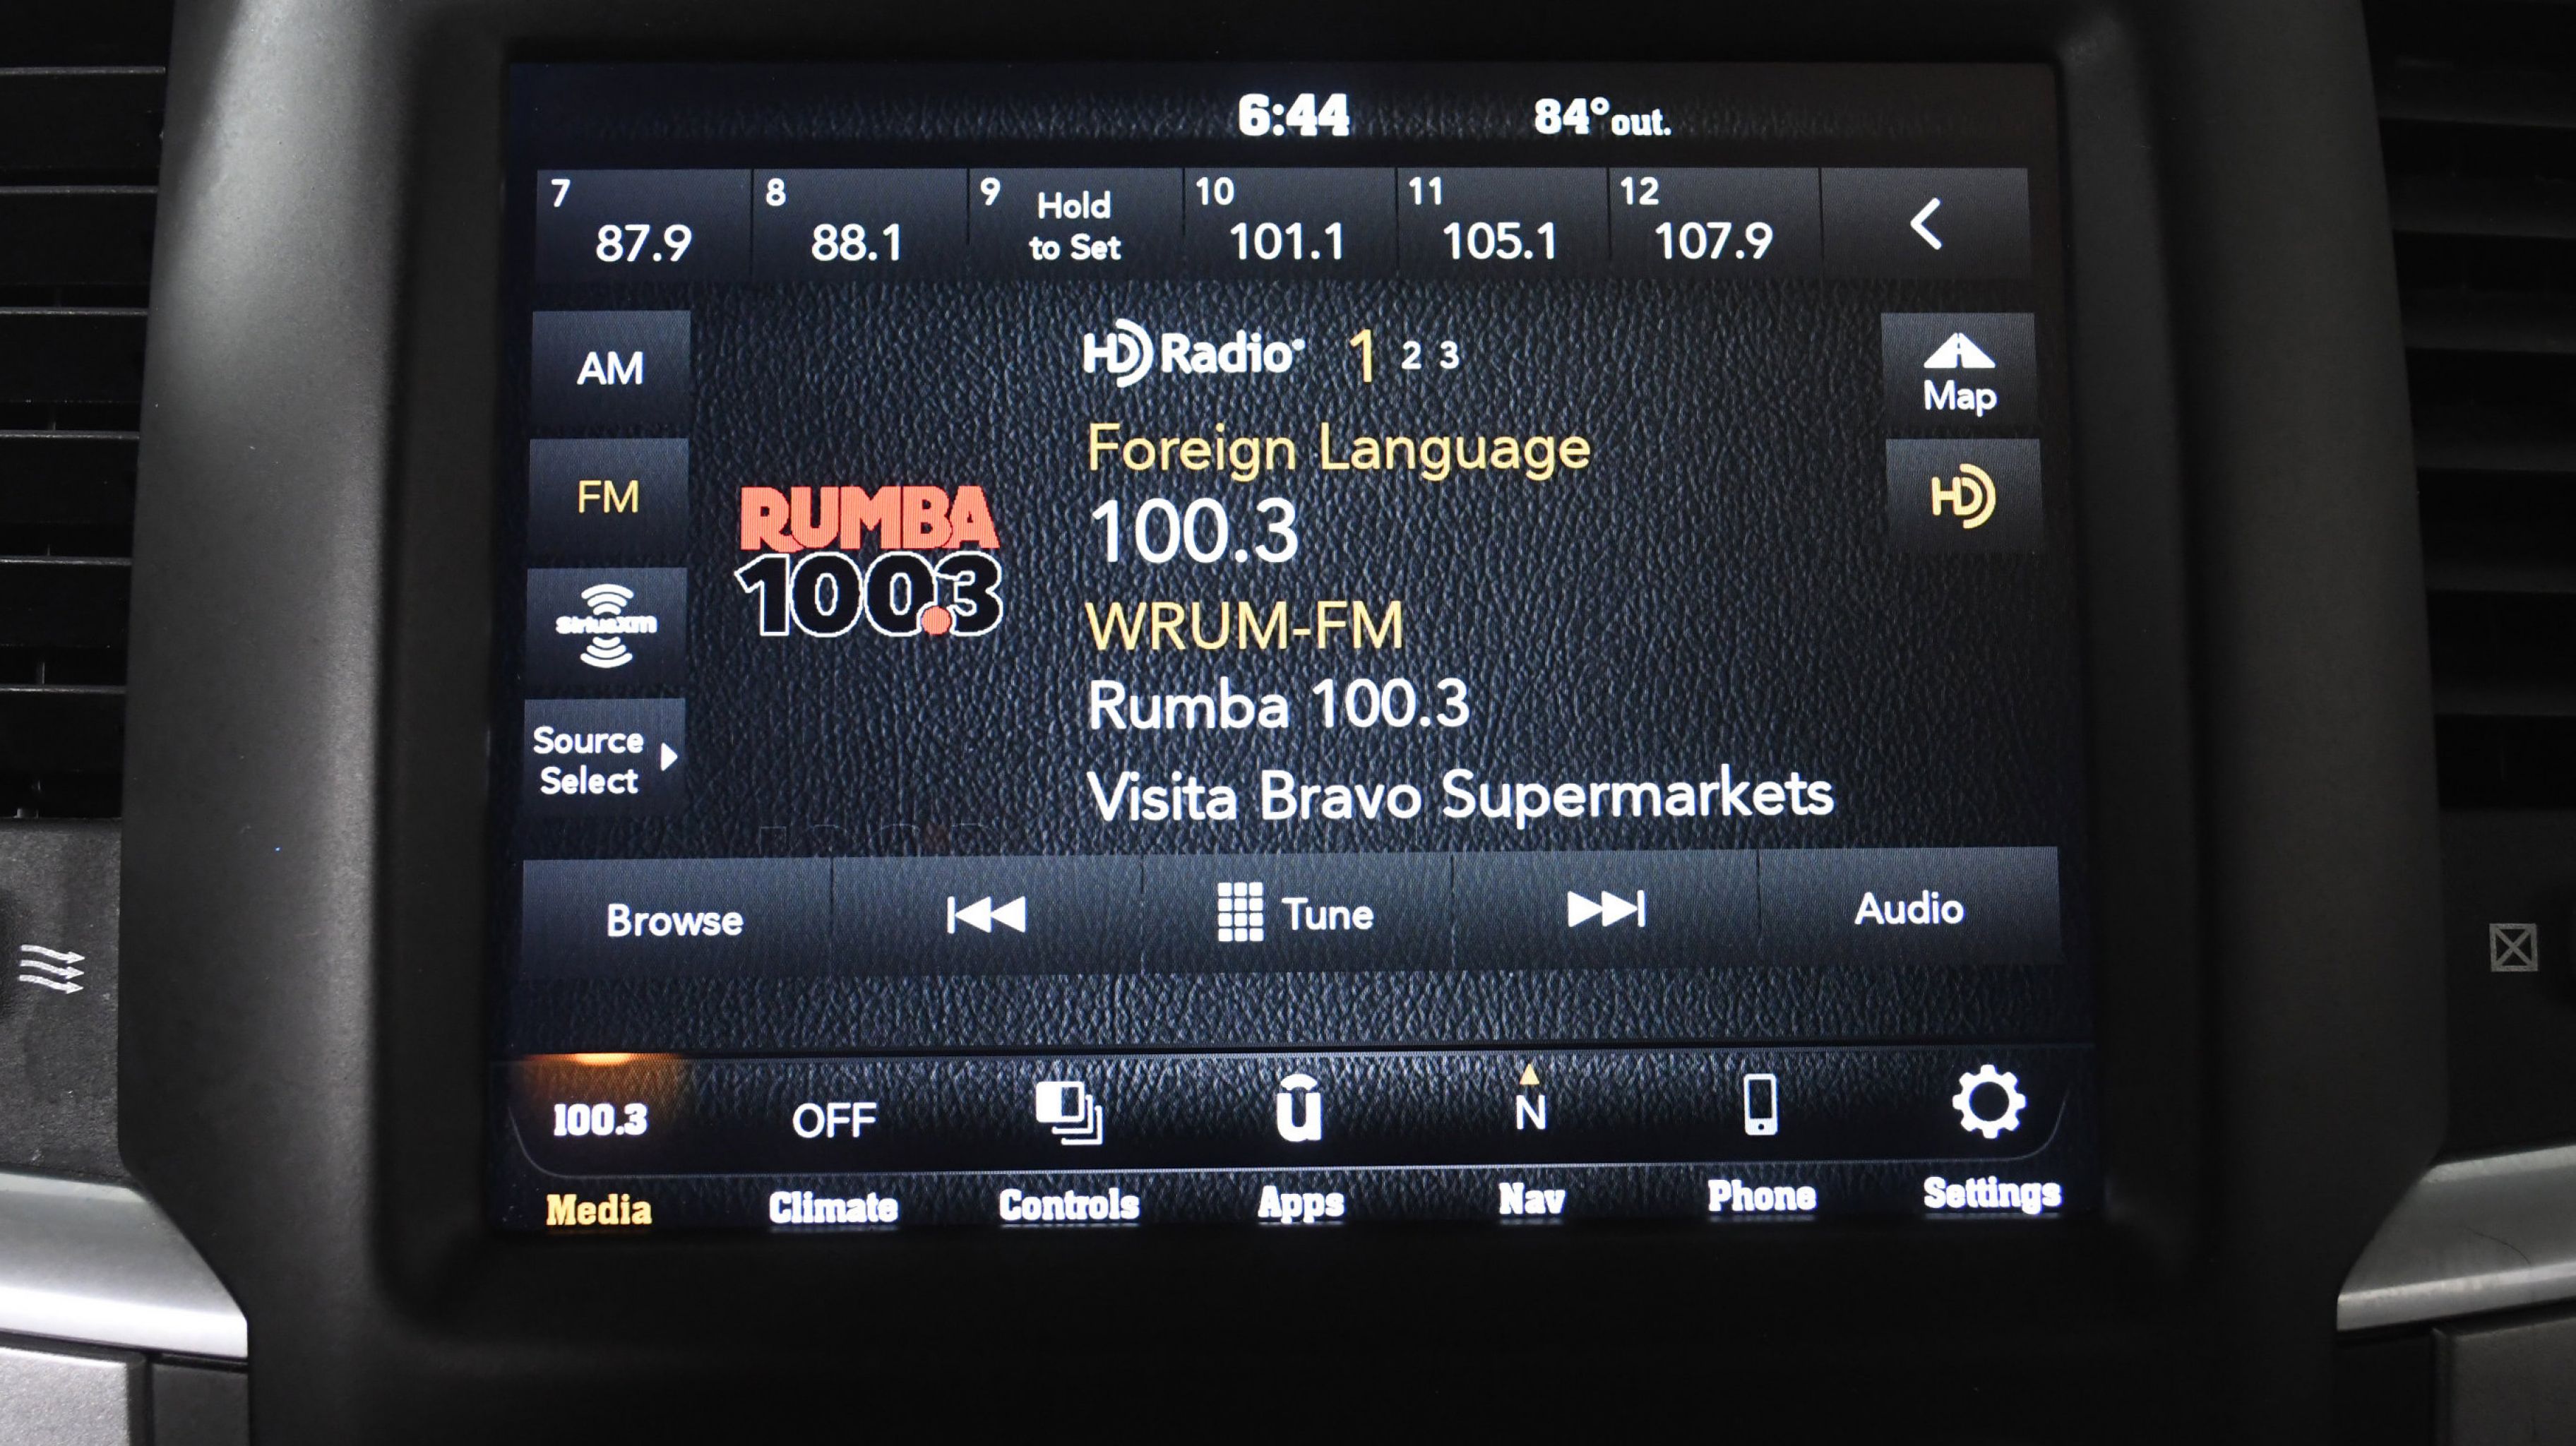 6:44 84° out.
7 87.9
8 88.1
9 Hold to Set
10 101.1
11 105.1
12 107.9
AM
HD Radio 1 2 3
Map
Foreign Language
FM
HD
RUMBA
100.3
100.3
WRUM-FM
SiriusXM
Rumba 100.3
Source
Select
Visita Bravo Supermarkets
Browse Tune Audio
100.3 OFF ū N
Media Climate Controls Apps Nav Phone Settings